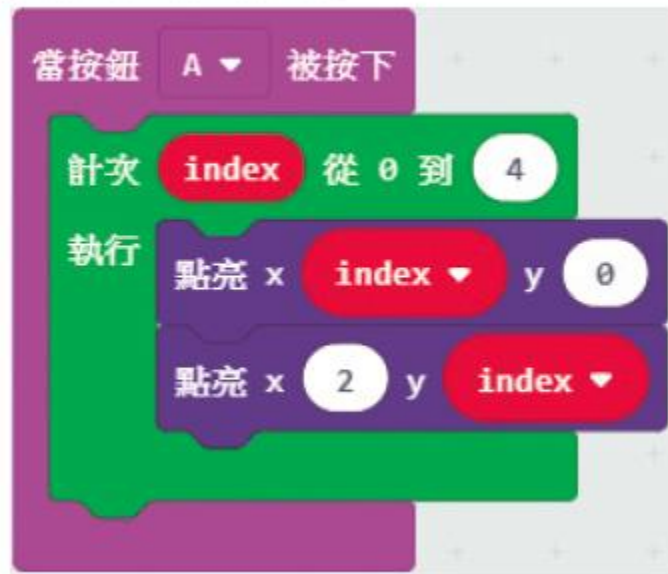 當按鈕 A 被按下
計次 index 從 0 到 4
執行
點亮 x index y 0
點亮 x 2 y index